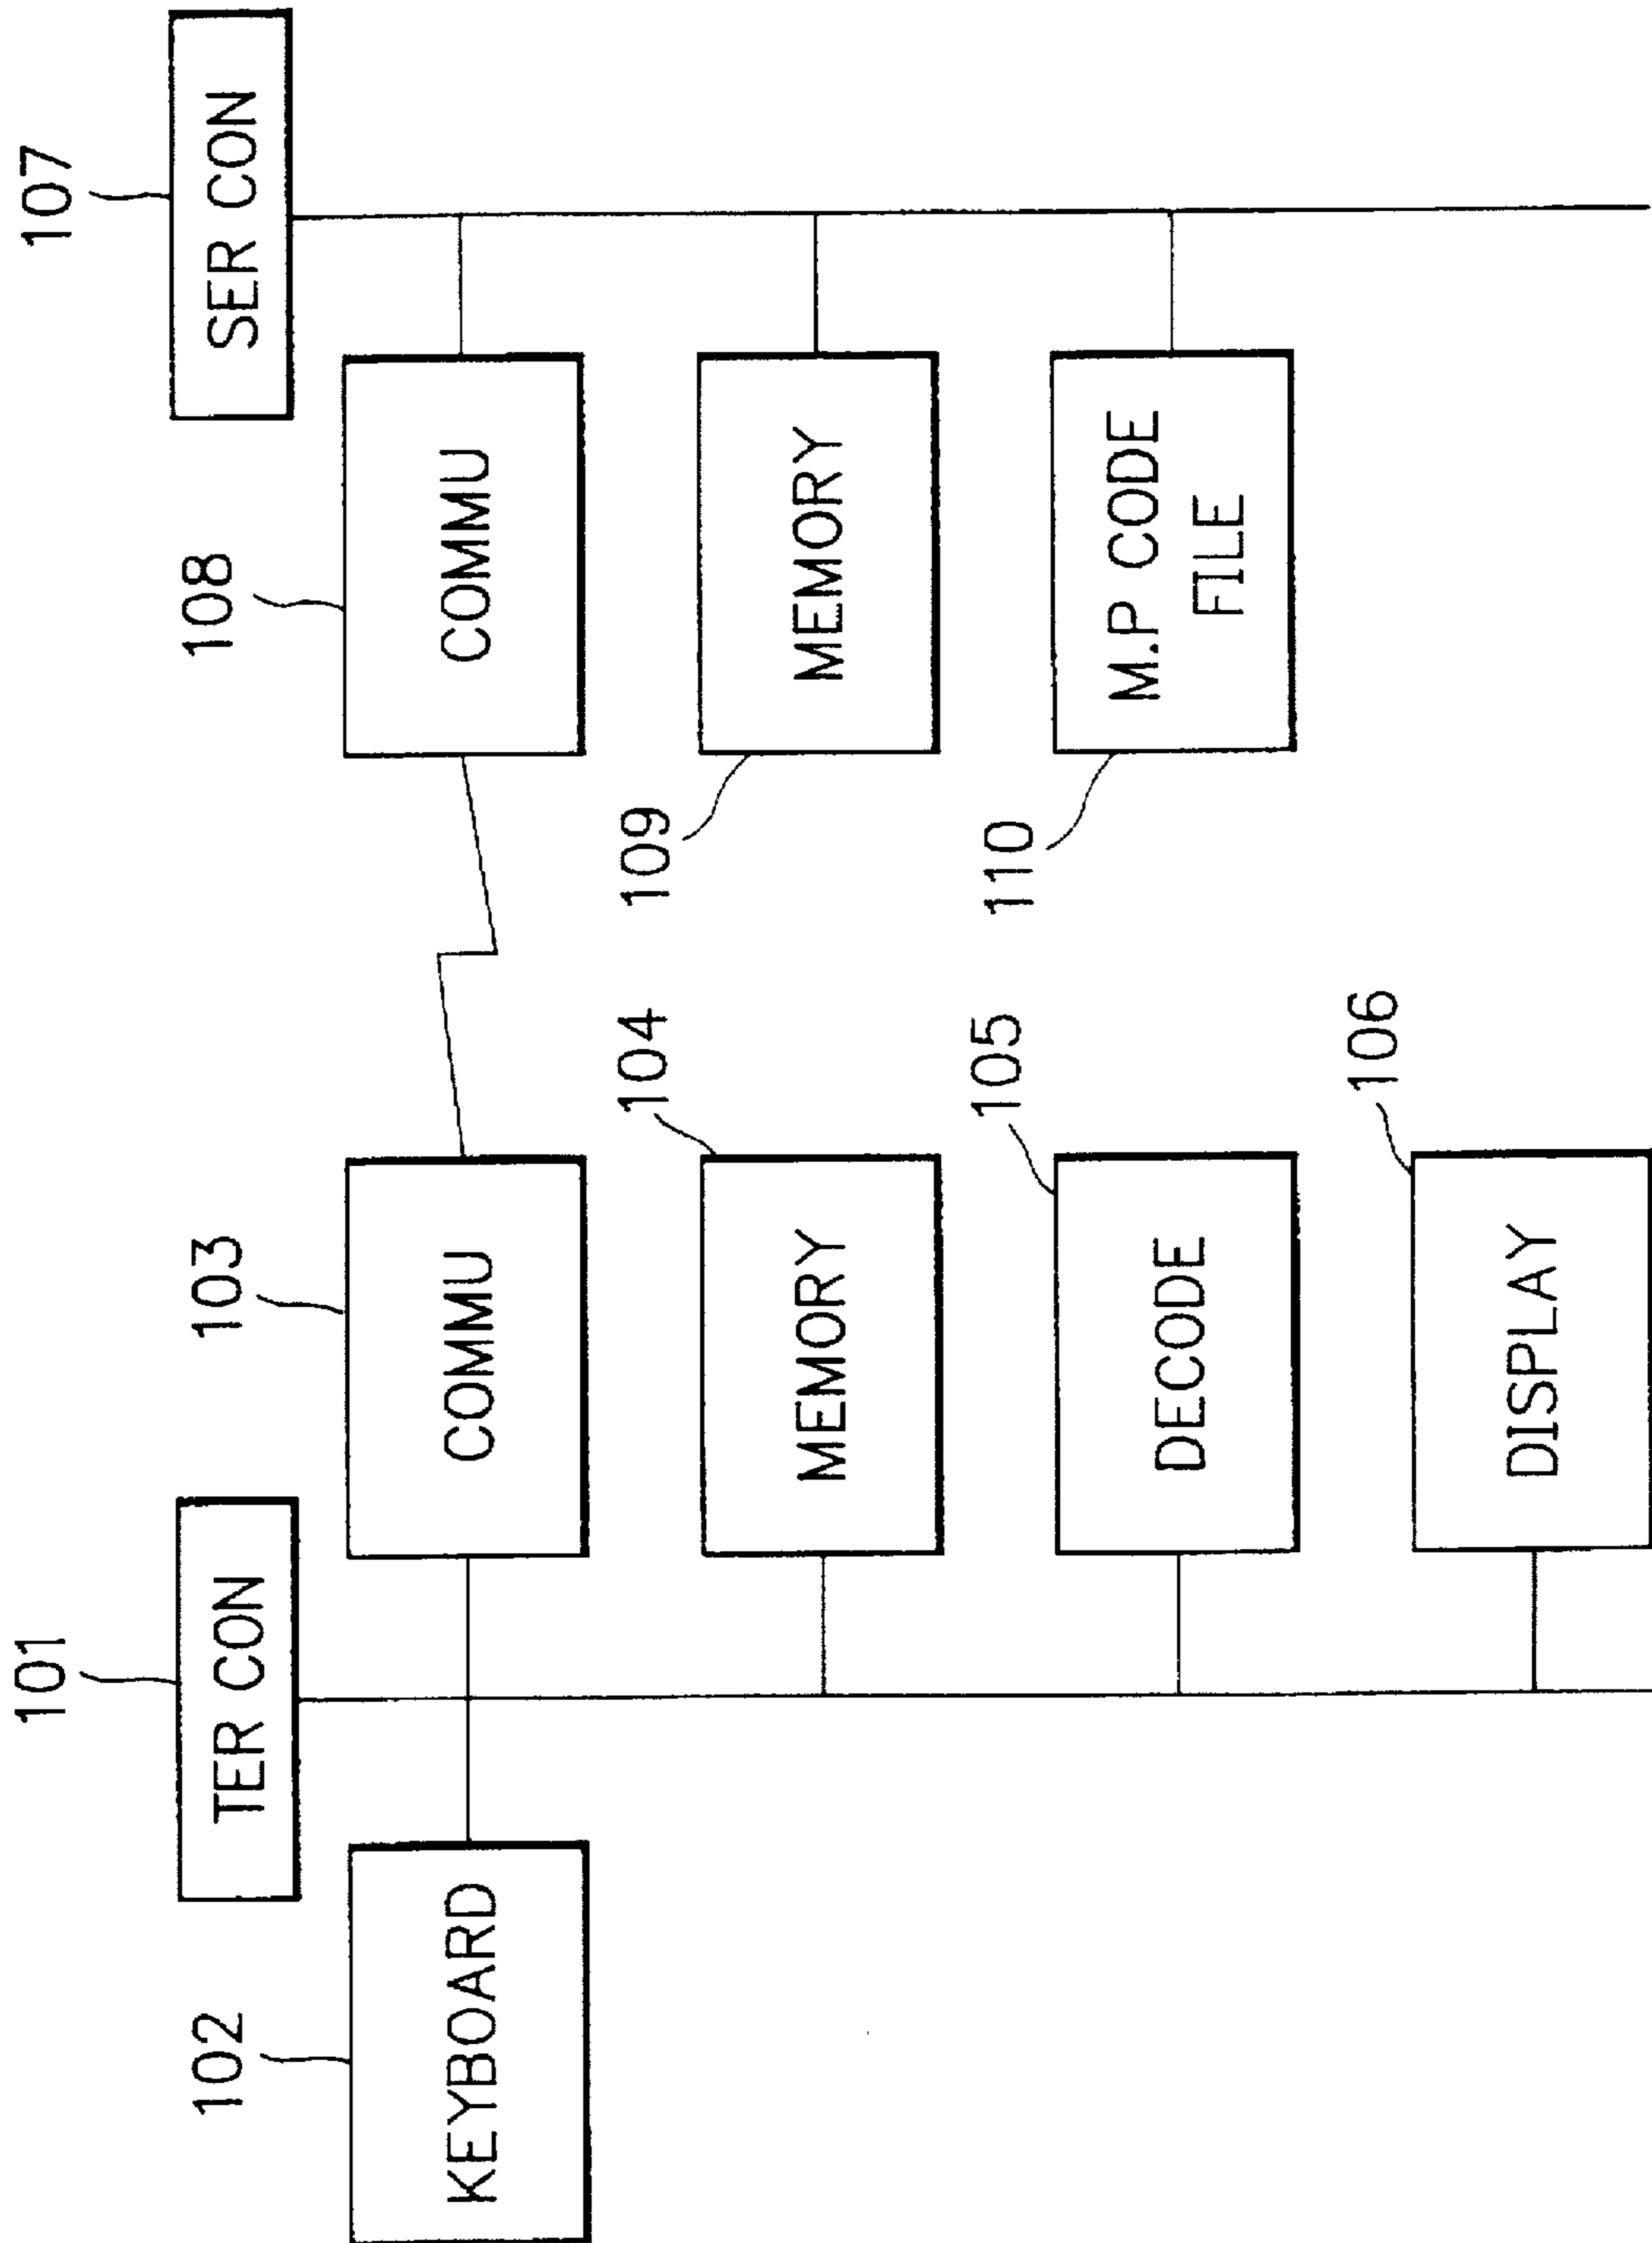 101
TER CON
107
SER CON
102
KEYBOARD
103
COMMU
108
COMMU
104
MEMORY
109
MEMORY
105
DECODE
110
M.P CODE
FILE
106
DISPLAY